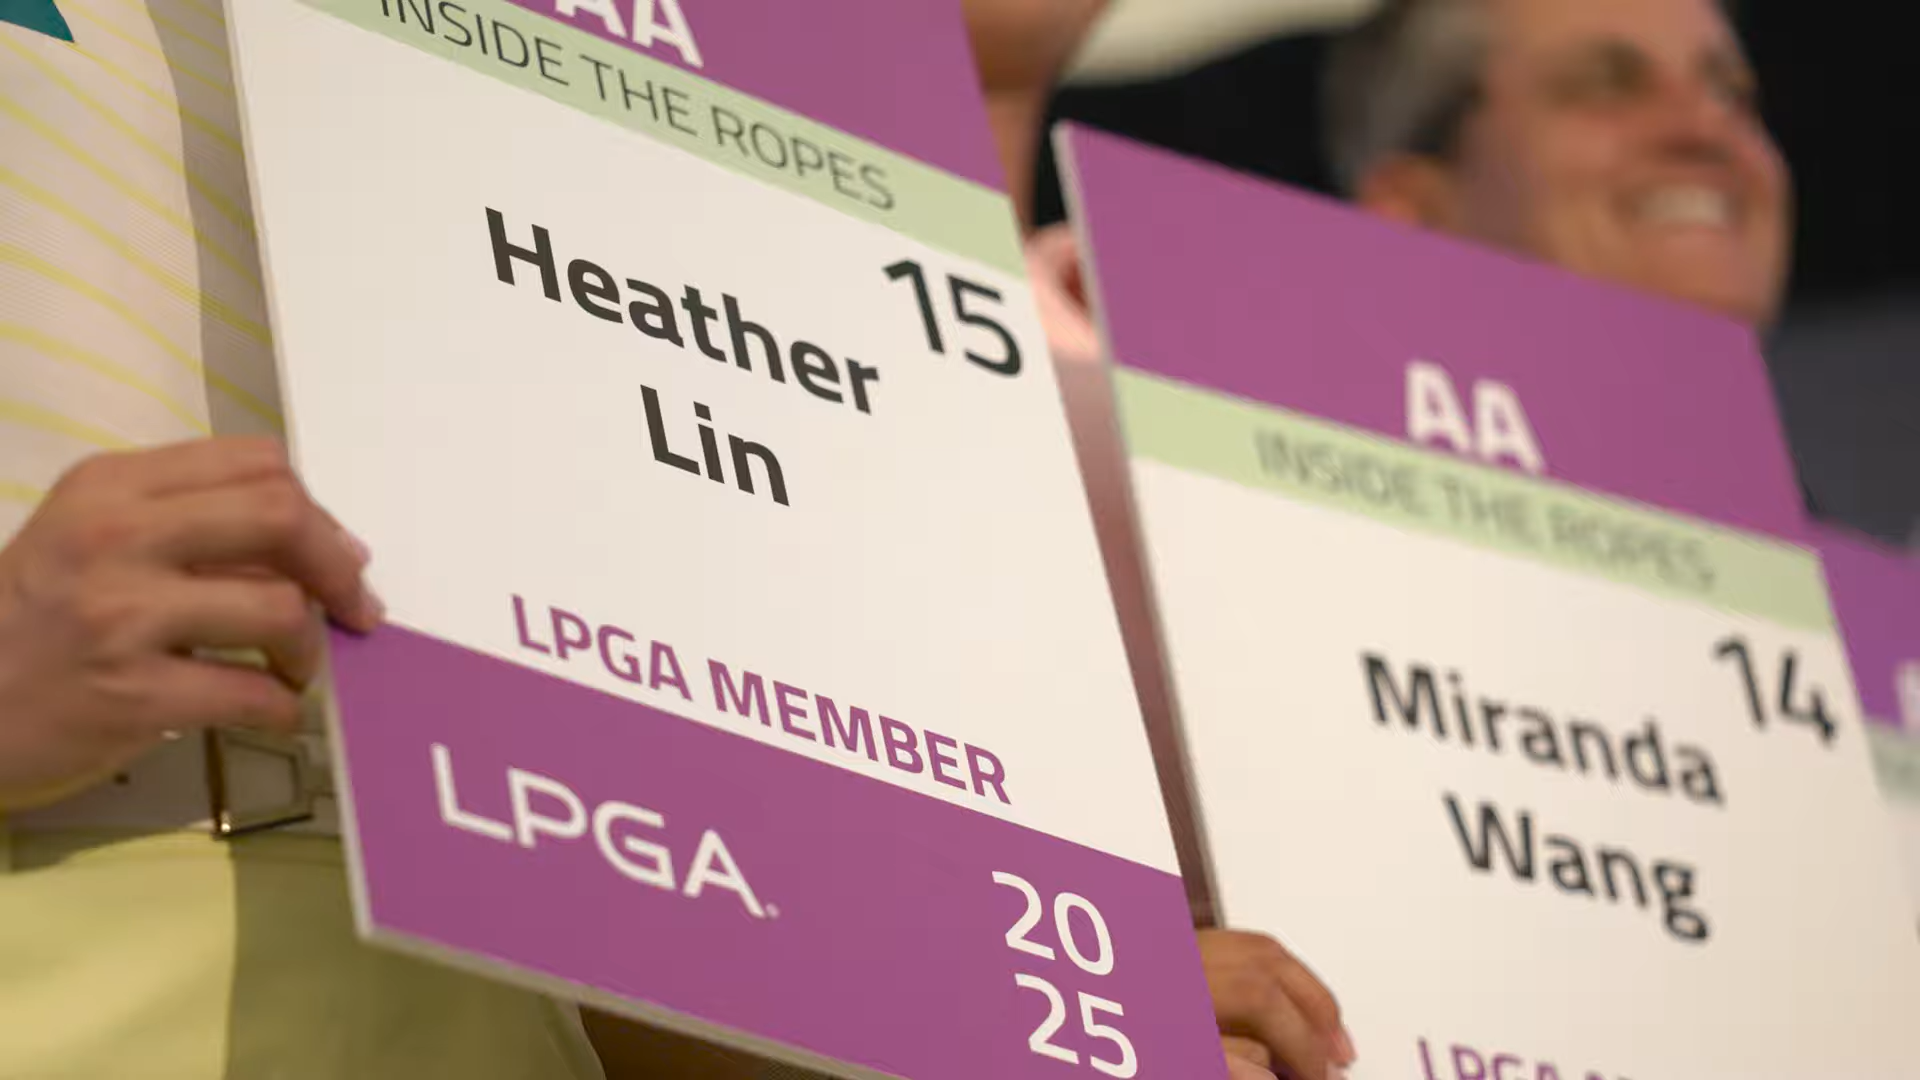 AA
INSIDE THE ROPES
15
Heather
Lin
LPGA MEMBER
LPGA
20
25
AA
INSIDE THE ROPES
14
Miranda
Wang
LPGA